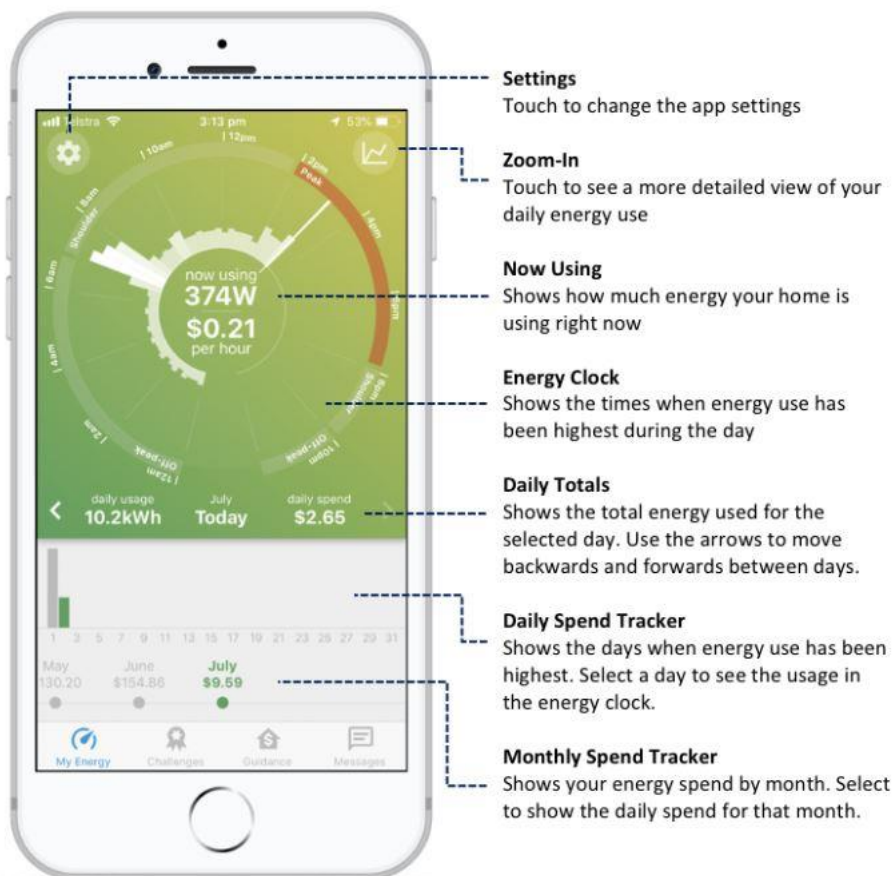 Telstra
3:13 pm
53%
| 12pm
| 10am
| 2pm
Peak
| 8am
Shoulder
| 4pm
| 6am
now using
374W
$0.21
per hour
| 6pm
| 4am
| 8pm
Shoulder
| 2am
| 10pm
Off-peak
Off-peak
| 12am
daily usage
July
daily spend
10.2kWh
Today
$2.65
1 3 5 7 9 11 13 15 17 19 21 23 25 27 29 31
May
June
July
130.20
$154.86
$9.59
My Energy
Challenges
Guidance
Messages
Settings
Touch to change the app settings
Zoom-In
Touch to see a more detailed view of your
daily energy use
Now Using
Shows how much energy your home is
using right now
Energy Clock
Shows the times when energy use has
been highest during the day
Daily Totals
Shows the total energy used for the
selected day. Use the arrows to move
backwards and forwards between days.
Daily Spend Tracker
Shows the days when energy use has been
highest. Select a day to see the usage in
the energy clock.
Monthly Spend Tracker
Shows your energy spend by month. Select
to show the daily spend for that month.